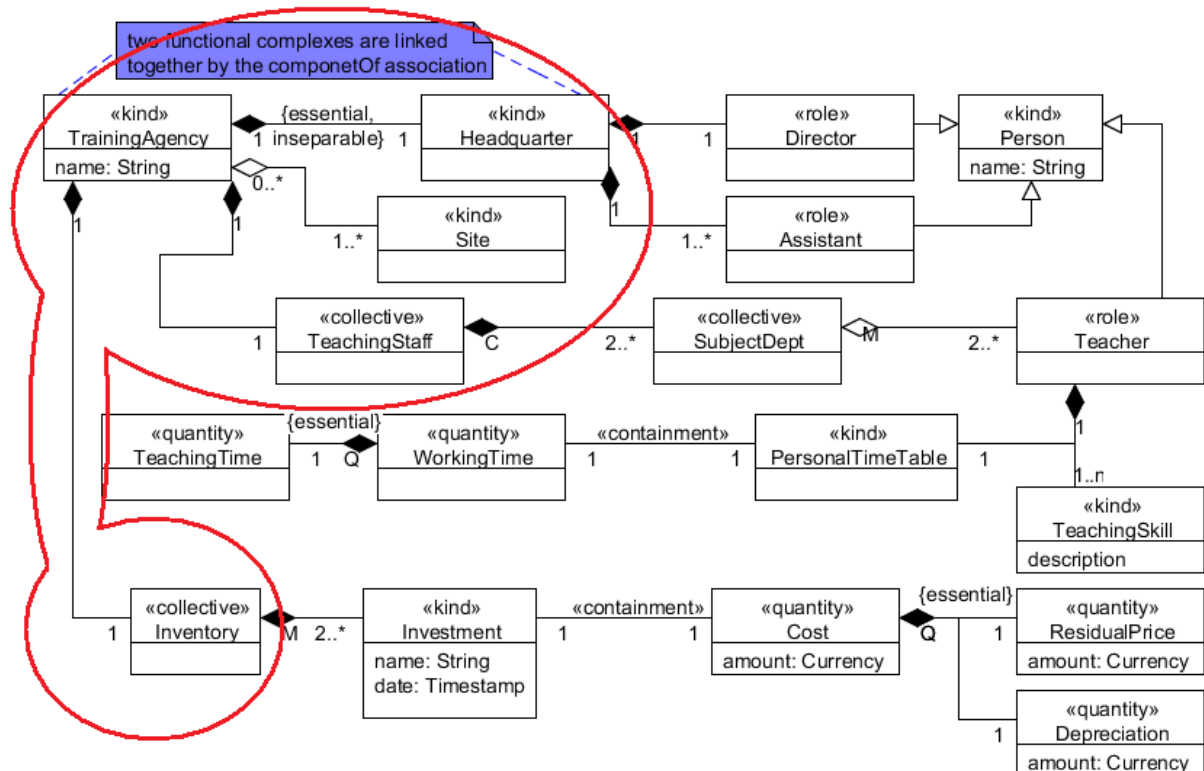 two functional complexes are linked
together by the componetOf association
«kind»
TrainingAgency
name: String
{essential,
inseparable}
1
1
«kind»
Headquarter
1
1
«role»
Director
«kind»
Person
name: String
0..*
1..*
«kind»
Site
1
1..*
«role»
Assistant
1
1
1
«collective»
TeachingStaff
C
2..*
«collective»
SubjectDept
M
2..*
«role»
Teacher
«quantity»
TeachingTime
{essential}
1
Q
«quantity»
WorkingTime
«containment»
1
1
«kind»
PersonalTimeTable
1
1
1..n
«kind»
TeachingSkill
description
1
«collective»
Inventory
M
2..*
«kind»
Investment
name: String
date: Timestamp
«containment»
1
1
«quantity»
Cost
amount: Currency
{essential}
Q
1
«quantity»
ResidualPrice
amount: Currency
1
«quantity»
Depreciation
amount: Currency